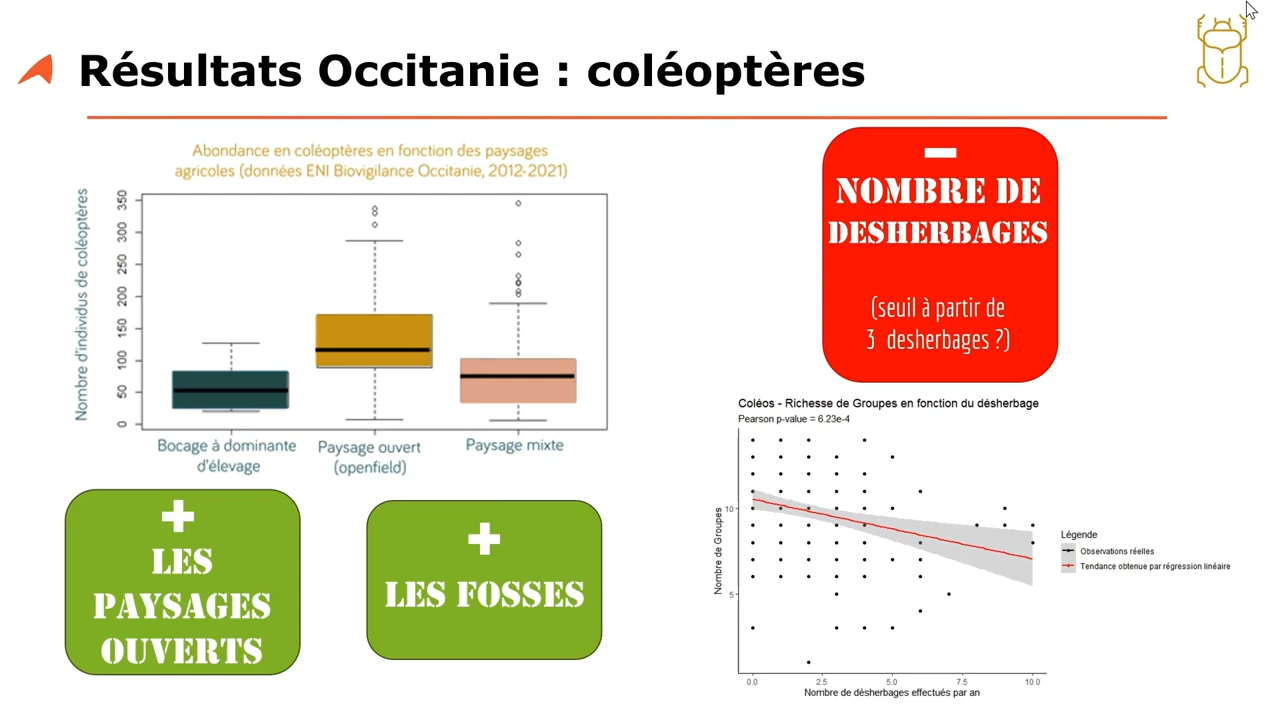 Résultats Occitanie : coléoptères
Abondance en coléoptères en fonction des paysages
agricoles (données ENI Biovigilance Occitanie, 2012-2021)
Nombre d'individus de coléoptères
350
300
250
200
150
100
50
0
Bocage à dominante
d'élevage
Paysage ouvert
(openfield)
Paysage mixte
+
LES
PAYSAGES
OUVERTS
+
LES FOSSES
-
NOMBRE DE
DESHERBAGES
(seuil à partir de
3 desherbages ?)
Coléos - Richesse de Groupes en fonction du désherbage
Pearson p-value = 6.23e-4
Nombre de Groupes
10
5
0.0
2.5
5.0
7.5
10.0
Nombre de désherbages effectués par an
Légende
Observations réelles
Tendance obtenue par régression linéaire